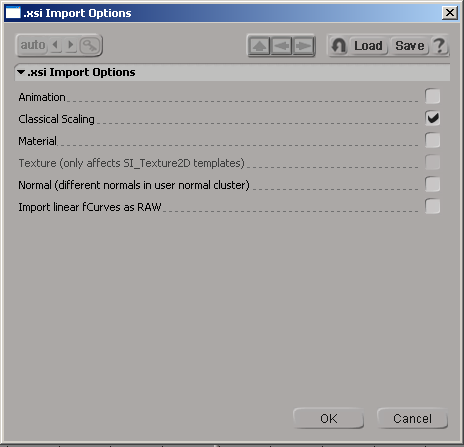 .xsi Import Options
auto Load Save ?
.xsi Import Options
Animation
Classical Scaling
Material
Texture (only affects SI_Texture2D templates)
Normal (different normals in user normal cluster)
Import linear fCurves as RAW
OK Cancel